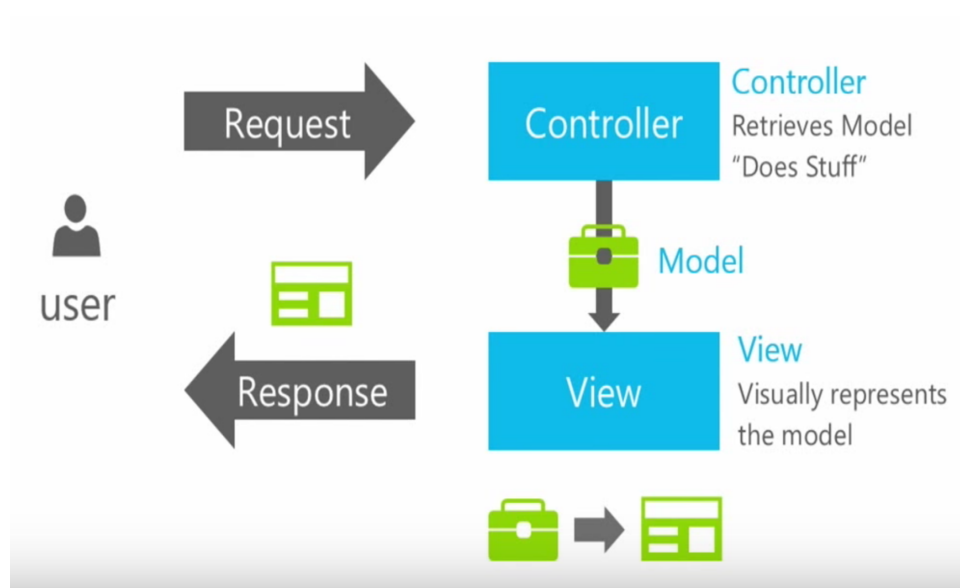 Request
Controller
Controller
Retrieves Model
“Does Stuff”
user
Model
Response
View
View
Visually represents
the model